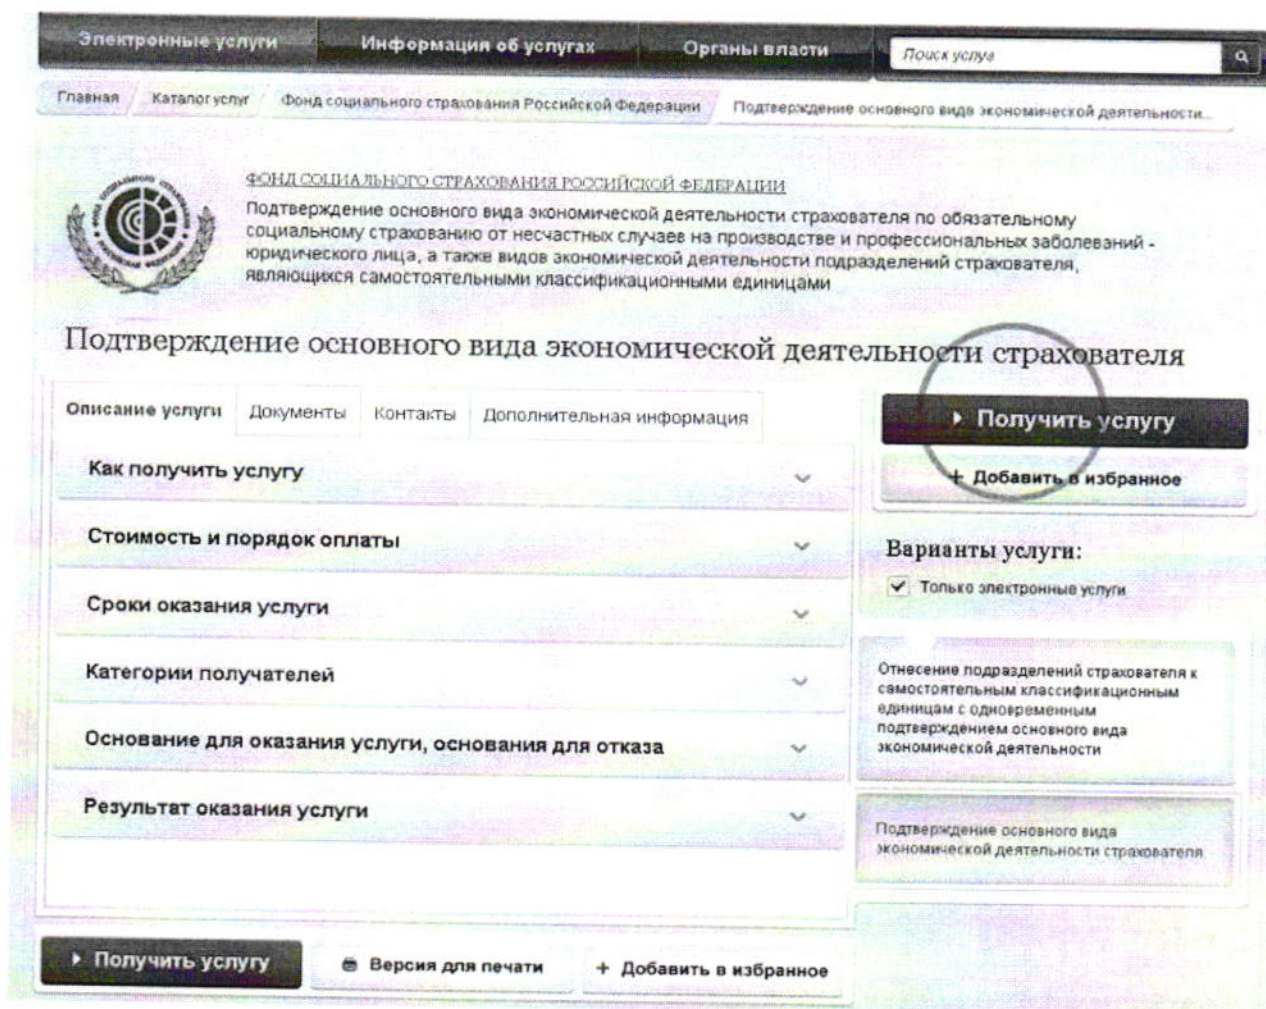 Электронные услуги
Информация об услугах
Органы власти
Поиск услуг
Главная
Каталог услуг
Фонд социального страхования Российской Федерации
Подтверждение основного вида экономической деятельности...
ФОНД СОЦИАЛЬНОГО СТРАХОВАНИЯ РОССИЙСКОЙ ФЕДЕРАЦИИ
Подтверждение основного вида экономической деятельности страхователя по обязательному
социальному страхованию от несчастных случаев на производстве и профессиональных заболеваний -
юридического лица, а также видов экономической деятельности подразделений страхователя,
являющихся самостоятельными классификационными единицами
Подтверждение основного вида экономической деятельности страхователя
Описание услуги
Документы
Контакты
Дополнительная информация
Как получить услугу
Стоимость и порядок оплаты
Сроки оказания услуги
Категории получателей
Основание для оказания услуги, основания для отказа
Результат оказания услуги
Получить услугу
Версия для печати
+ Добавить в избранное
Получить услугу
+ Добавить в избранное
Варианты услуги:
Только электронные услуги
Отнесение подразделений страхователя к
самостоятельным классификационным
единицам с одновременным
подтверждением основного вида
экономической деятельности
Подтверждение основного вида
экономической деятельности страхователя